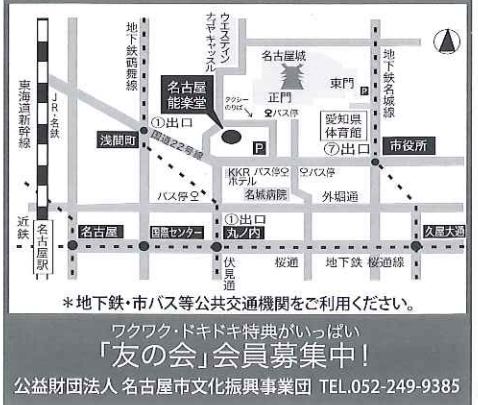 ウエスティン
ナゴヤキャッスル
地下鉄鶴舞線
名古屋城
東門
P
正門
タクシー
のりば
バス停
地下鉄名城線
名古屋
能楽堂
①出口
浅間町
国道22号線
P
愛知県
体育館
⑦出口
市役所
東海道新幹線
JR・名鉄
KKR
ホテル
バス停
バス停
名城病院
バス停
外堀通
①出口
近鉄
名古屋駅
名古屋
国際センター
丸ノ内
久屋大通
伏見通
桜通
地下鉄 桜通線
*地下鉄・市バス等公共交通機関をご利用ください。
ワクワク・ドキドキ特典がいっぱい
「友の会」会員募集中!
公益財団法人 名古屋市文化振興事業団 TEL.052-249-9385